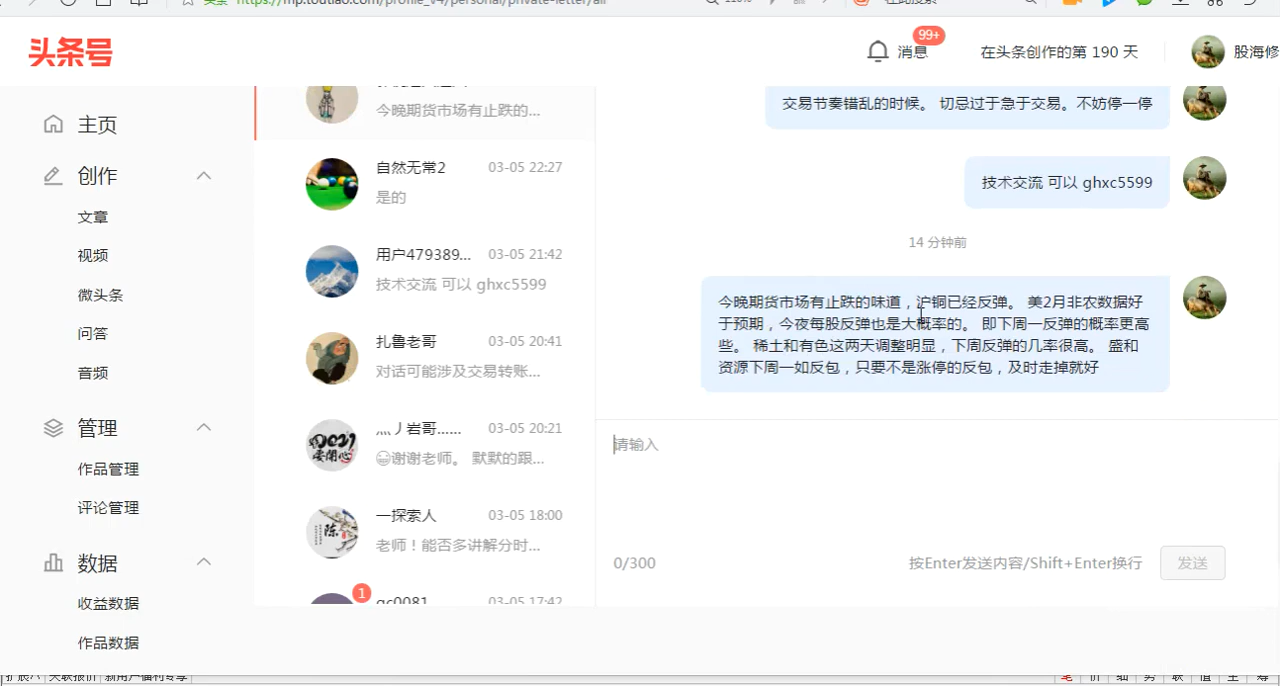 https://mp.toutiao.com/profile_v4/personal/private-letter/all
头条号
消息
99+
在头条创作的第 190 天
股海修
主页
创作
文章
视频
微头条
问答
音频
管理
作品管理
评论管理
数据
收益数据
作品数据
今晚期货市场有止跌的...
自然无常2
03-05 22:27
是的
用户479389...
03-05 21:42
技术交流 可以 ghxc5599
扎鲁老哥
03-05 20:41
对话可能涉及交易转账...
灬丿岩哥......
03-05 20:21
😀谢谢老师。 默默的跟...
一探索人
03-05 18:00
老师！能否多讲解分时...
1
gc0081
03-05 17:42
交易节奏错乱的时候。 切忌过于急于交易。不妨停一停
技术交流 可以 ghxc5599
14 分钟前
今晚期货市场有止跌的味道，沪铜已经反弹。 美2月非农数据好
于预期，今夜每股反弹也是大概率的。 即下周一反弹的概率更高
些。 稀土和有色这两天调整明显，下周反弹的几率很高。 盛和
资源下周一如反包，只要不是涨停的反包，及时走掉就好
请输入
0/300
按Enter发送内容/Shift+Enter换行
发送